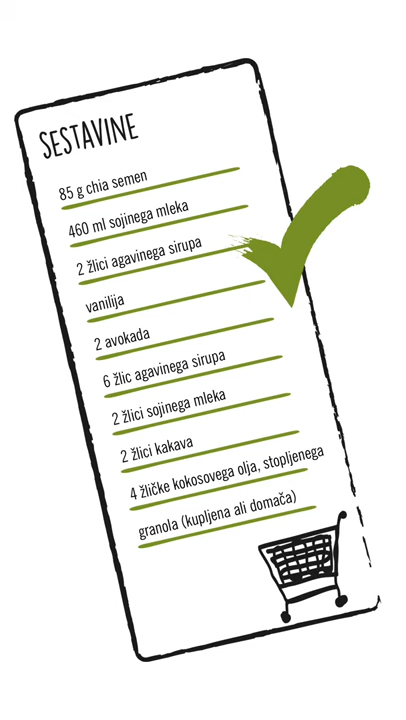 SESTAVINE
85 g chia semen
460 ml sojinega mleka
2 žlici agavinega sirupa
vanilija
2 avokada
6 žlic agavinega sirupa
2 žlici sojinega mleka
2 žlici kakava
4 žličke kokosovega olja, stopljenega
granola (kupljena ali domača)